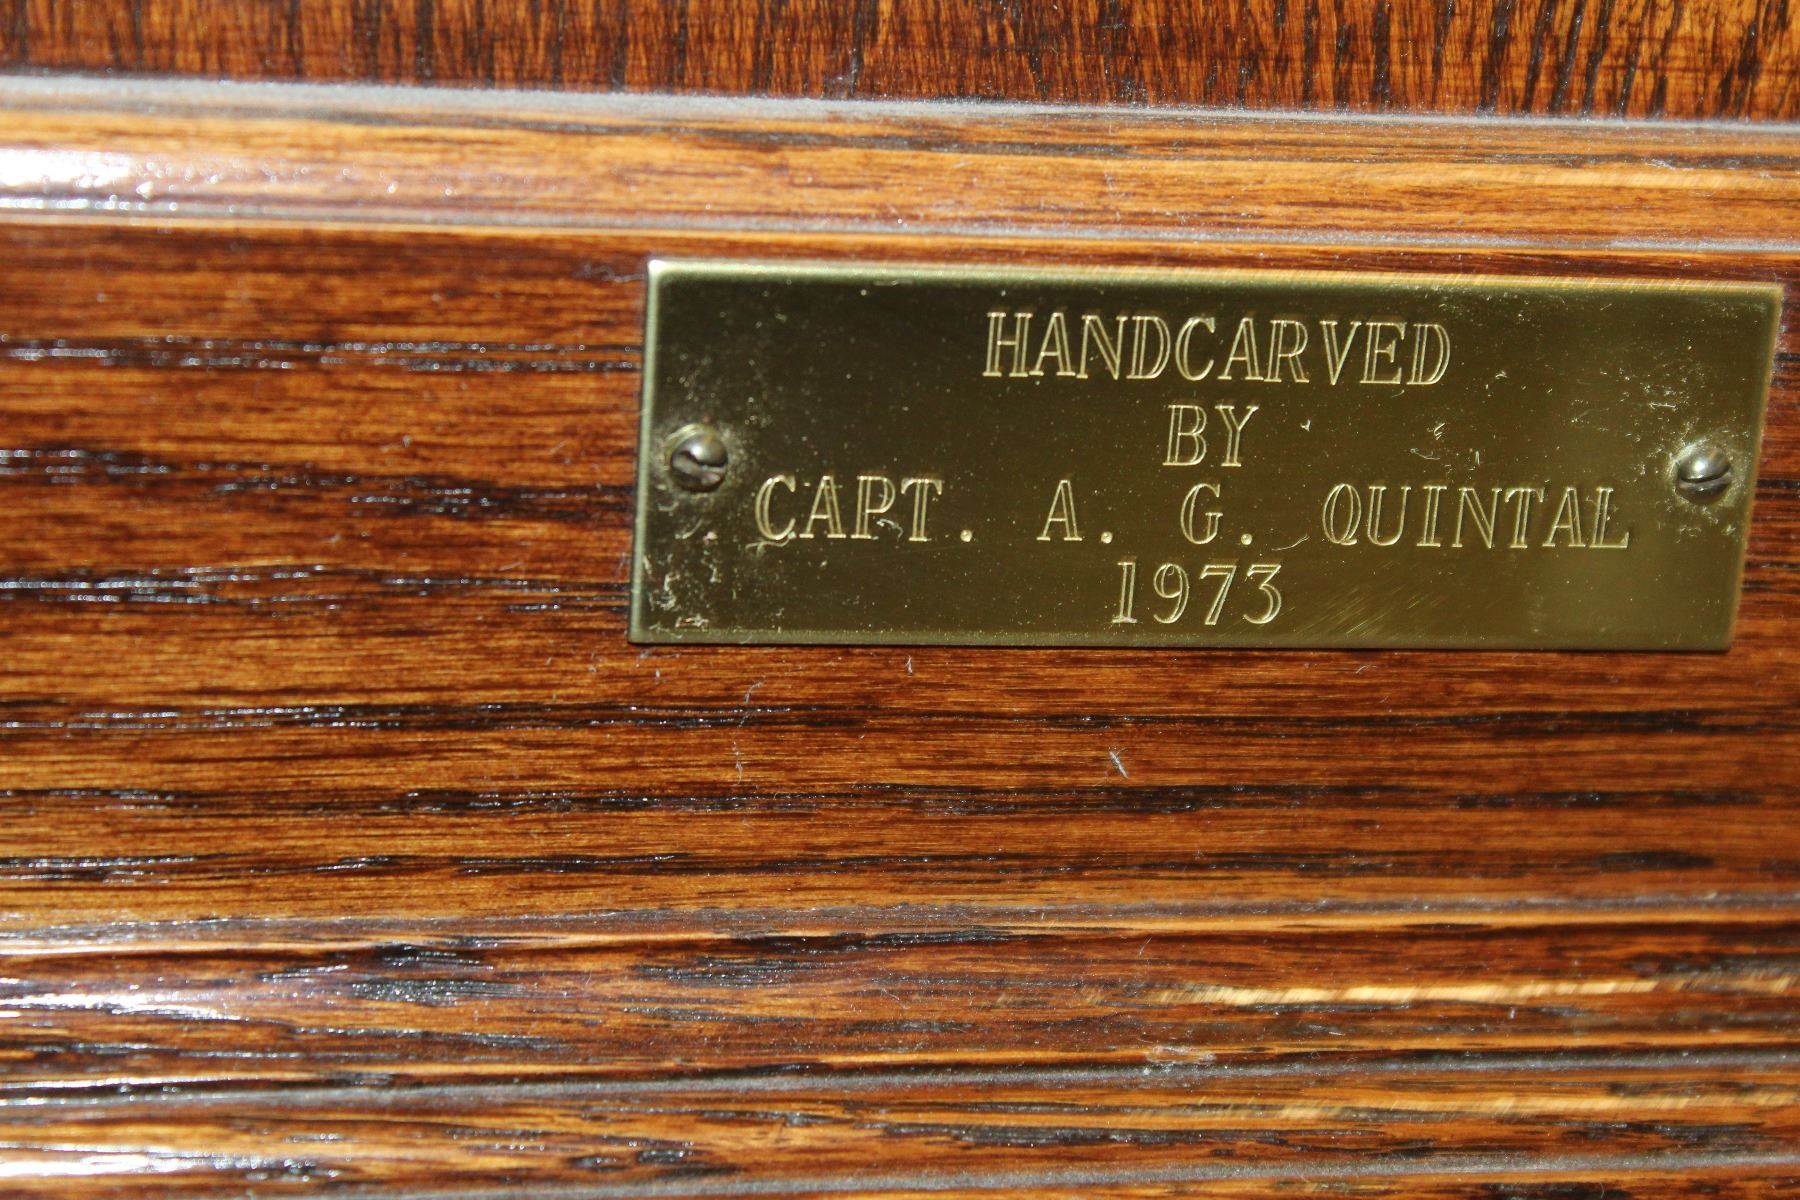 HANDCARVED
BY
CAPT. A. G. QUINTAL
1973